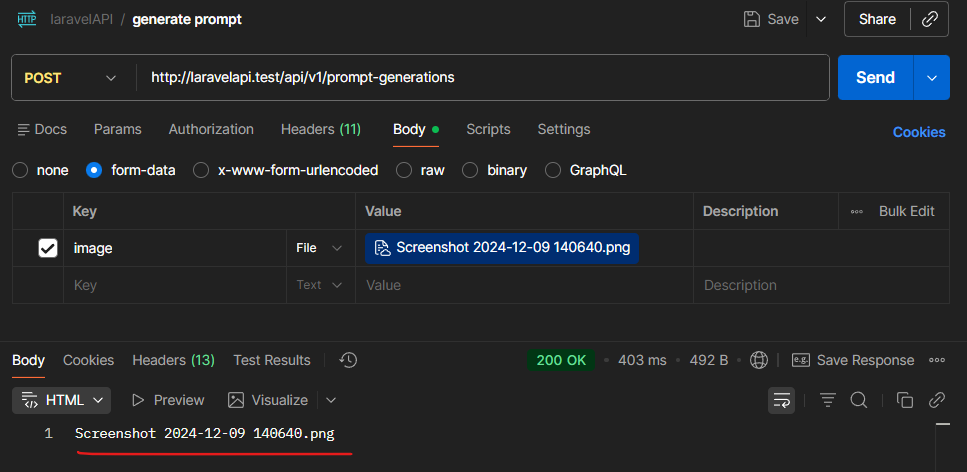 HTTP laravelAPI / generate prompt Save Share
POST http://laravelapi.test/api/v1/prompt-generations Send
Docs Params Authorization Headers (11) Body Scripts Settings Cookies
none form-data x-www-form-urlencoded raw binary GraphQL
Key Value Description Bulk Edit
image File Screenshot 2024-12-09 140640.png
Key Text Value Description
Body Cookies Headers (13) Test Results 200 OK 403 ms 492 B e.g. Save Response
HTML Preview Visualize
1 Screenshot 2024-12-09 140640.png